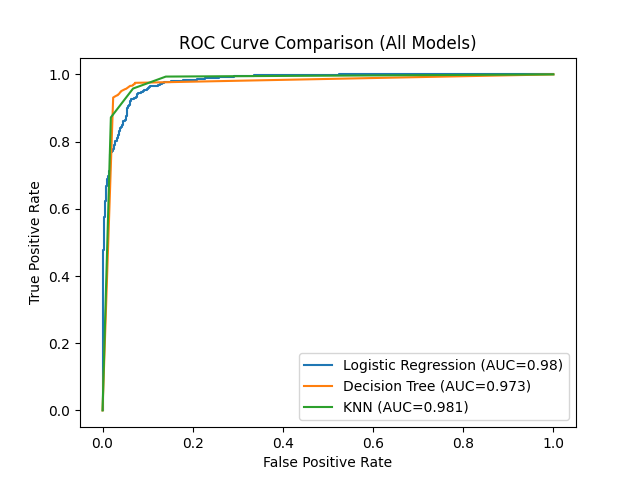 ROC Curve Comparison (All Models)
1.0
0.8
0.6
0.4
0.2
0.0
True Positive Rate
Logistic Regression (AUC=0.98)
Decision Tree (AUC=0.973)
KNN (AUC=0.981)
0.0 0.2 0.4 0.6 0.8 1.0
False Positive Rate